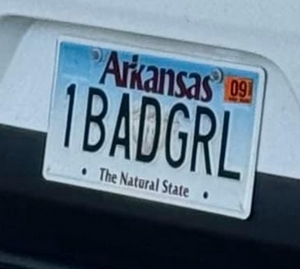 Arkansas
09
1BADGRL
The Natural State